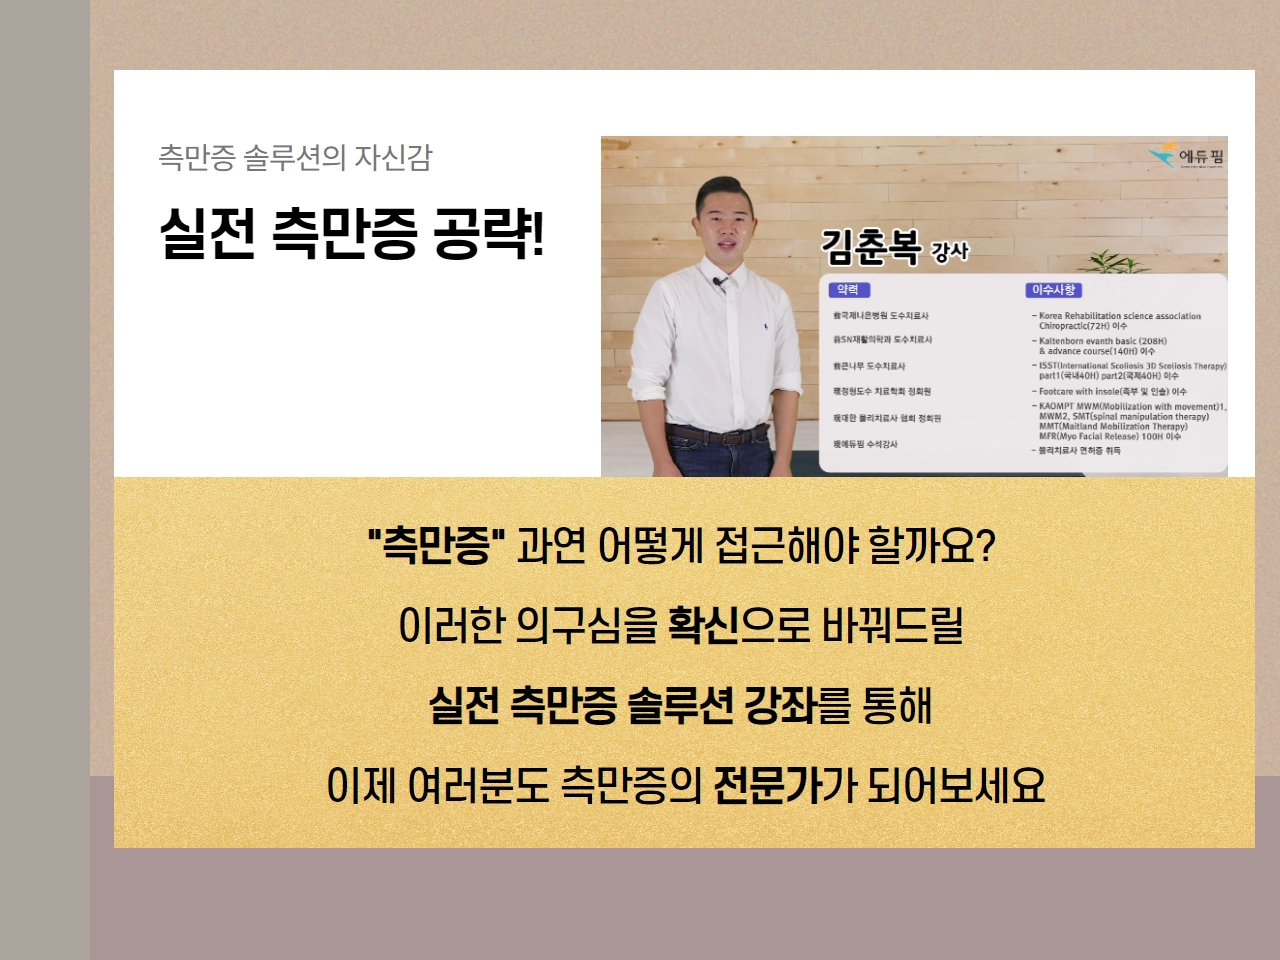 측만증 솔루션의 자신감
실전 측만증 공략!
에듀핌
김춘복 강사
약력
前국제나은병원 도수치료사
前SN재활의학과 도수치료사
前큰나무 도수치료사
現정형도수 치료학회 정회원
現대한 물리치료사 협회 정회원
現에듀핌 수석강사
이수사항
- Korea Rehabilitation science association
Chiropractic(72H) 이수
- Kaltenborn evanth basic (208H)
& advance course(140H) 이수
- ISST(International Scoliosis 3D Scoliosis Therapy)
part1(국내40H) part2(국제40H) 이수
- Footcare with insole(족부 및 인솔) 이수
- KAOMPT MWM(Mobilization with movement)1,
MWM2, SMT(spinal manipulation therapy)
MMT(Maitland Mobilization Therapy)
MFR(Myo Facial Release) 100H 이수
- 물리치료사 면허증 취득
"측만증" 과연 어떻게 접근해야 할까요?
이러한 의구심을 확신으로 바꿔드릴
실전 측만증 솔루션 강좌를 통해
이제 여러분도 측만증의 전문가가 되어보세요